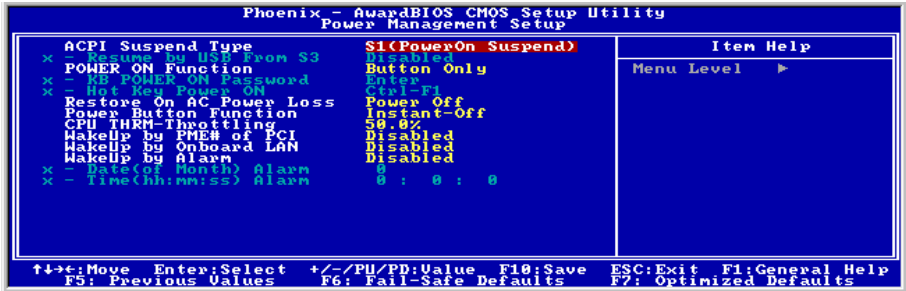 Phoenix - AwardBIOS CMOS Setup Utility
Power Management Setup
ACPI Suspend Type S1(PowerOn Suspend) Item Help
x - Resume by USB From S3 Disabled
POWER ON Function Button Only Menu Level ►
x - KB POWER ON Password Enter
x - Hot Key Power ON Ctrl-F1
Restore On AC Power Loss Power Off
Power Button Function Instant-Off
CPU THRM-Throttling 50.0%
WakeUp by PME# of PCI Disabled
WakeUp by Onboard LAN Disabled
WakeUp by Alarm Disabled
x - Date(of Month) Alarm 0
x - Time(hh:mm:ss) Alarm 0 : 0 : 0
↑↓→←:Move Enter:Select +/-/PU/PD:Value F10:Save ESC:Exit F1:General Help
F5: Previous Values F6: Fail-Safe Defaults F7: Optimized Defaults